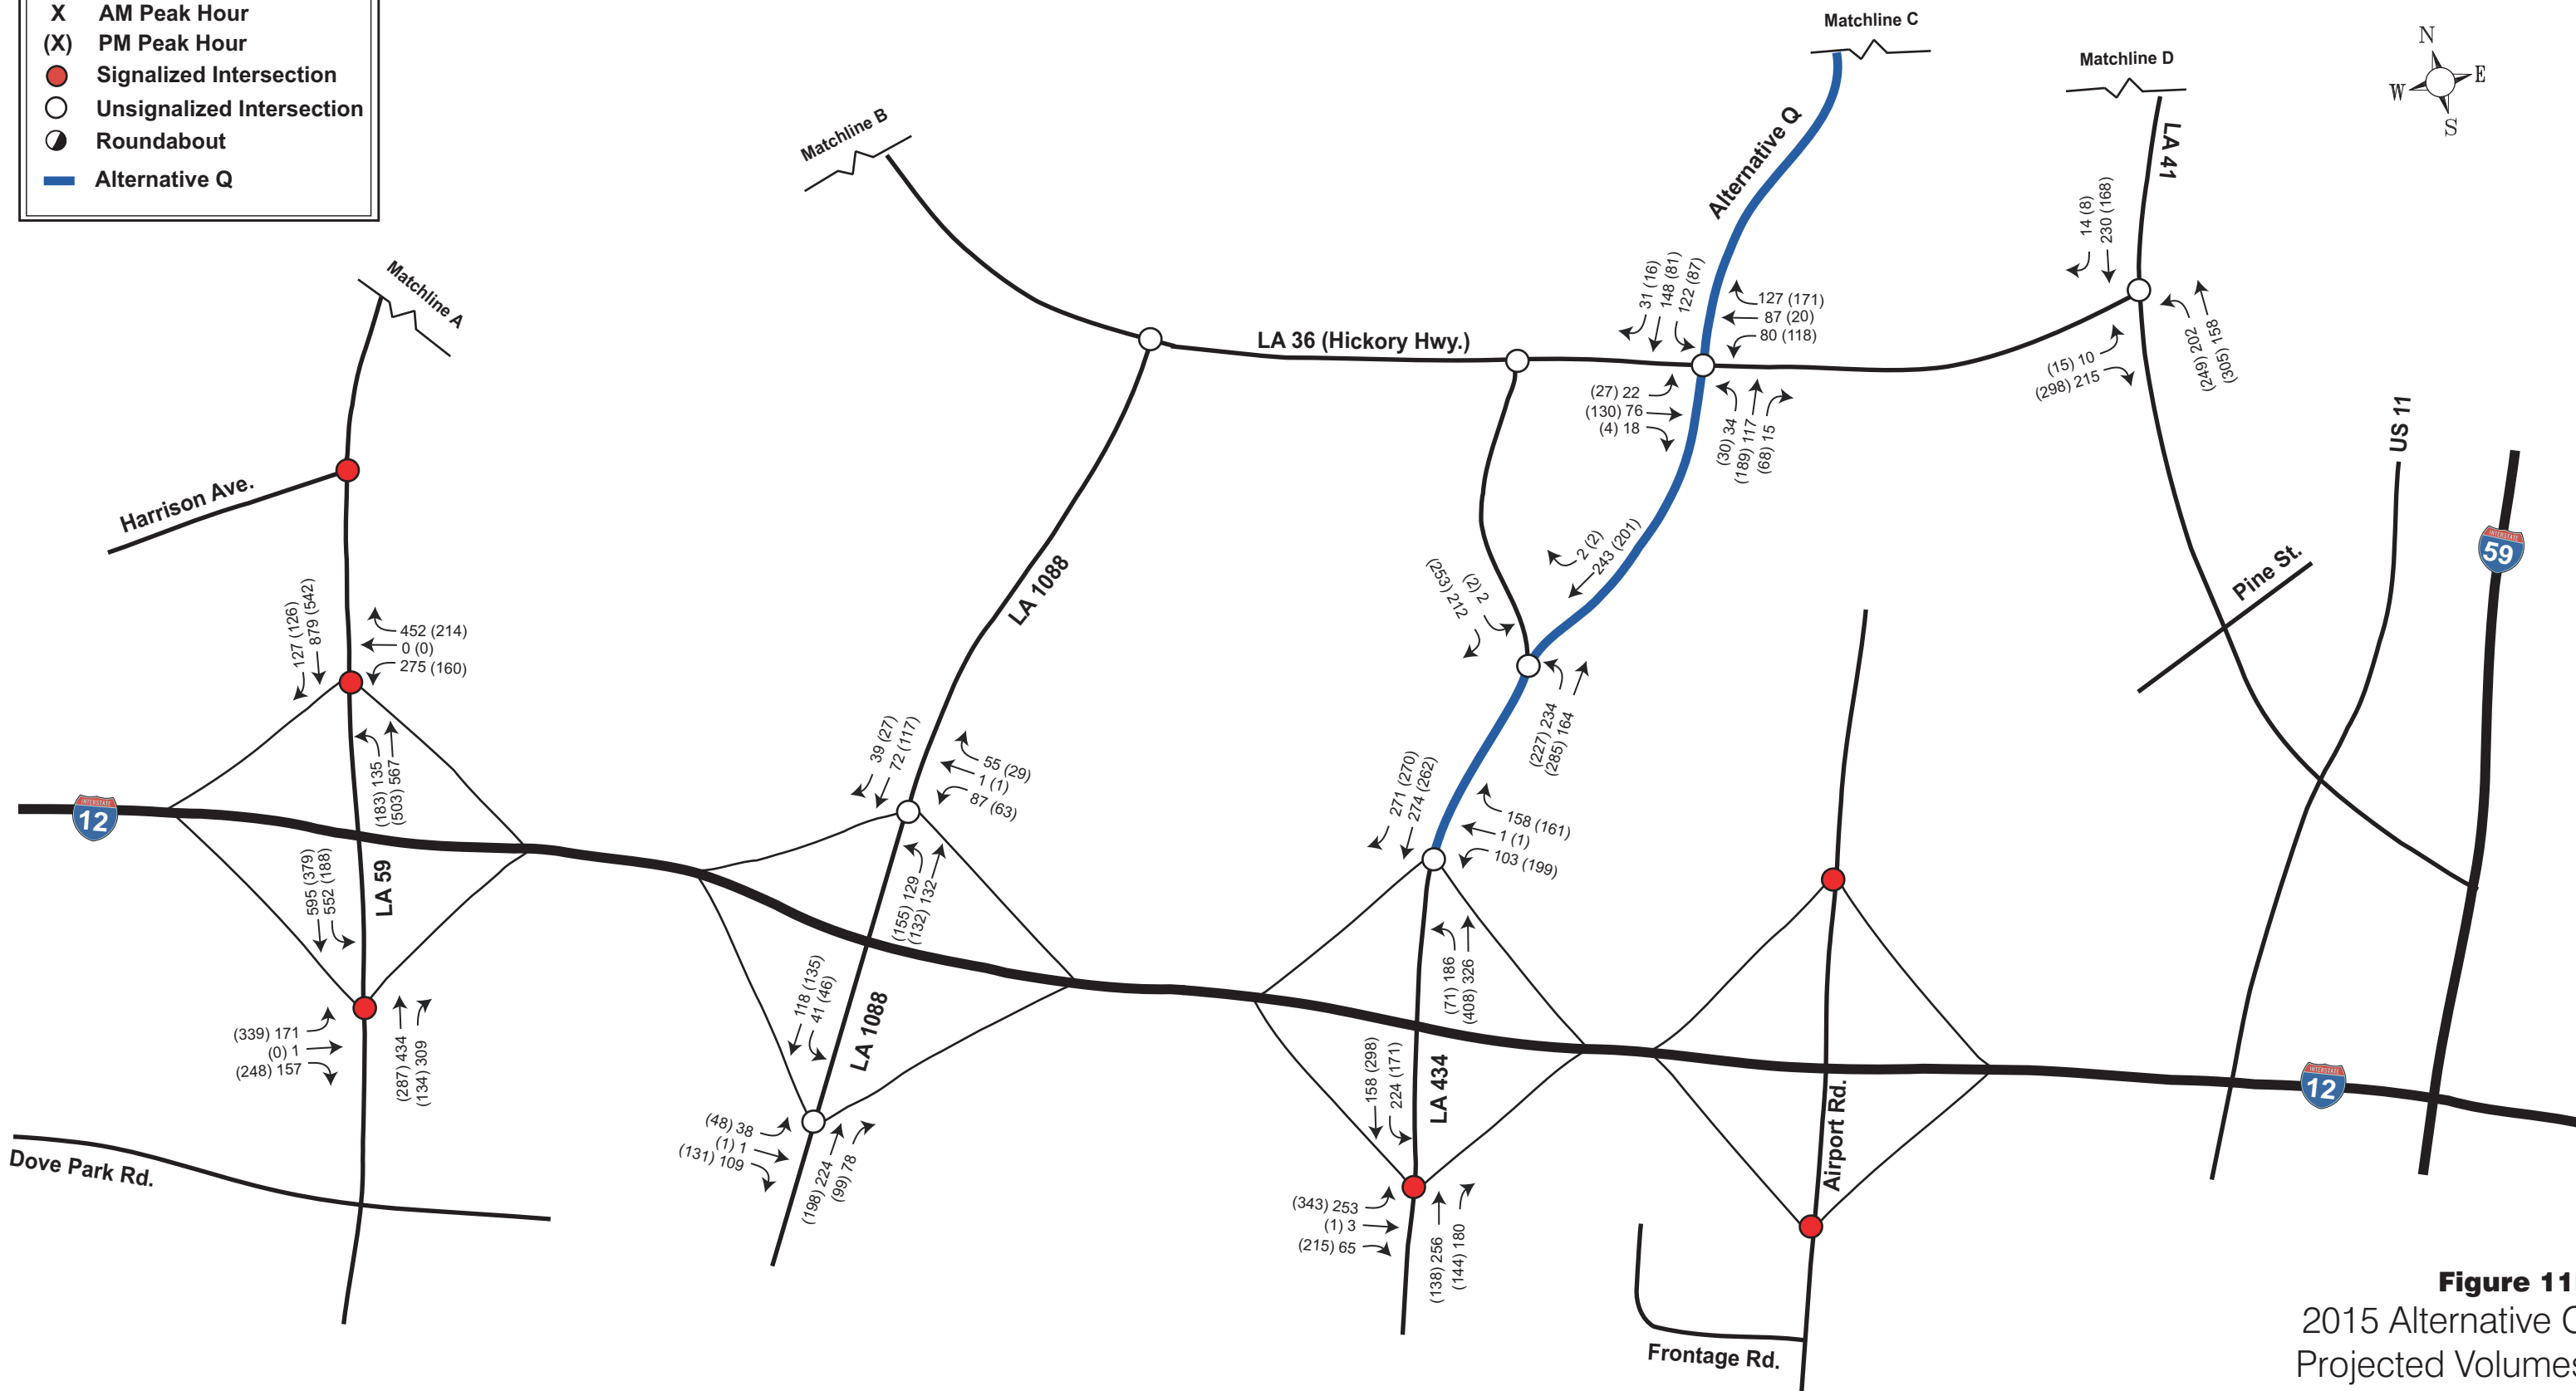 X AM Peak Hour
(X) PM Peak Hour
Signalized Intersection
Unsignalized Intersection
Roundabout
Alternative Q
Matchline A
Matchline B
Matchline C
Matchline D
N
E
W
S
Alternative Q
LA 41
14 (8)
230 (168)
(15) 10
(298) 215
(249) 202
(305) 158
31 (16)
148 (81)
122 (87)
127 (171)
87 (20)
80 (118)
LA 36 (Hickory Hwy.)
(27) 22
(130) 76
(4) 18
(30) 34
(189) 117
(68) 15
US 11
INTERSTATE
59
Pine St.
Harrison Ave.
LA 1088
2 (2)
243 (201)
(253) 212
(2) 2
(227) 234
(285) 164
127 (126)
879 (542)
452 (214)
0 (0)
275 (160)
(183) 135
(503) 567
39 (27)
72 (117)
55 (29)
1 (1)
87 (63)
(155) 129
(132) 132
271 (270)
274 (262)
158 (161)
1 (1)
103 (199)
(71) 186
(408) 326
INTERSTATE
12
595 (379)
552 (188)
LA 59
(339) 171
(0) 1
(248) 157
(287) 434
(134) 309
118 (135)
41 (46)
LA 1088
(48) 38
(1) 1
(131) 109
(198) 224
(99) 78
158 (298)
224 (171)
LA 434
(343) 253
(1) 3
(215) 65
(138) 256
(144) 180
Airport Rd.
INTERSTATE
12
Dove Park Rd.
Frontage Rd.
Figure 11
2015 Alternative
Projected Volumes